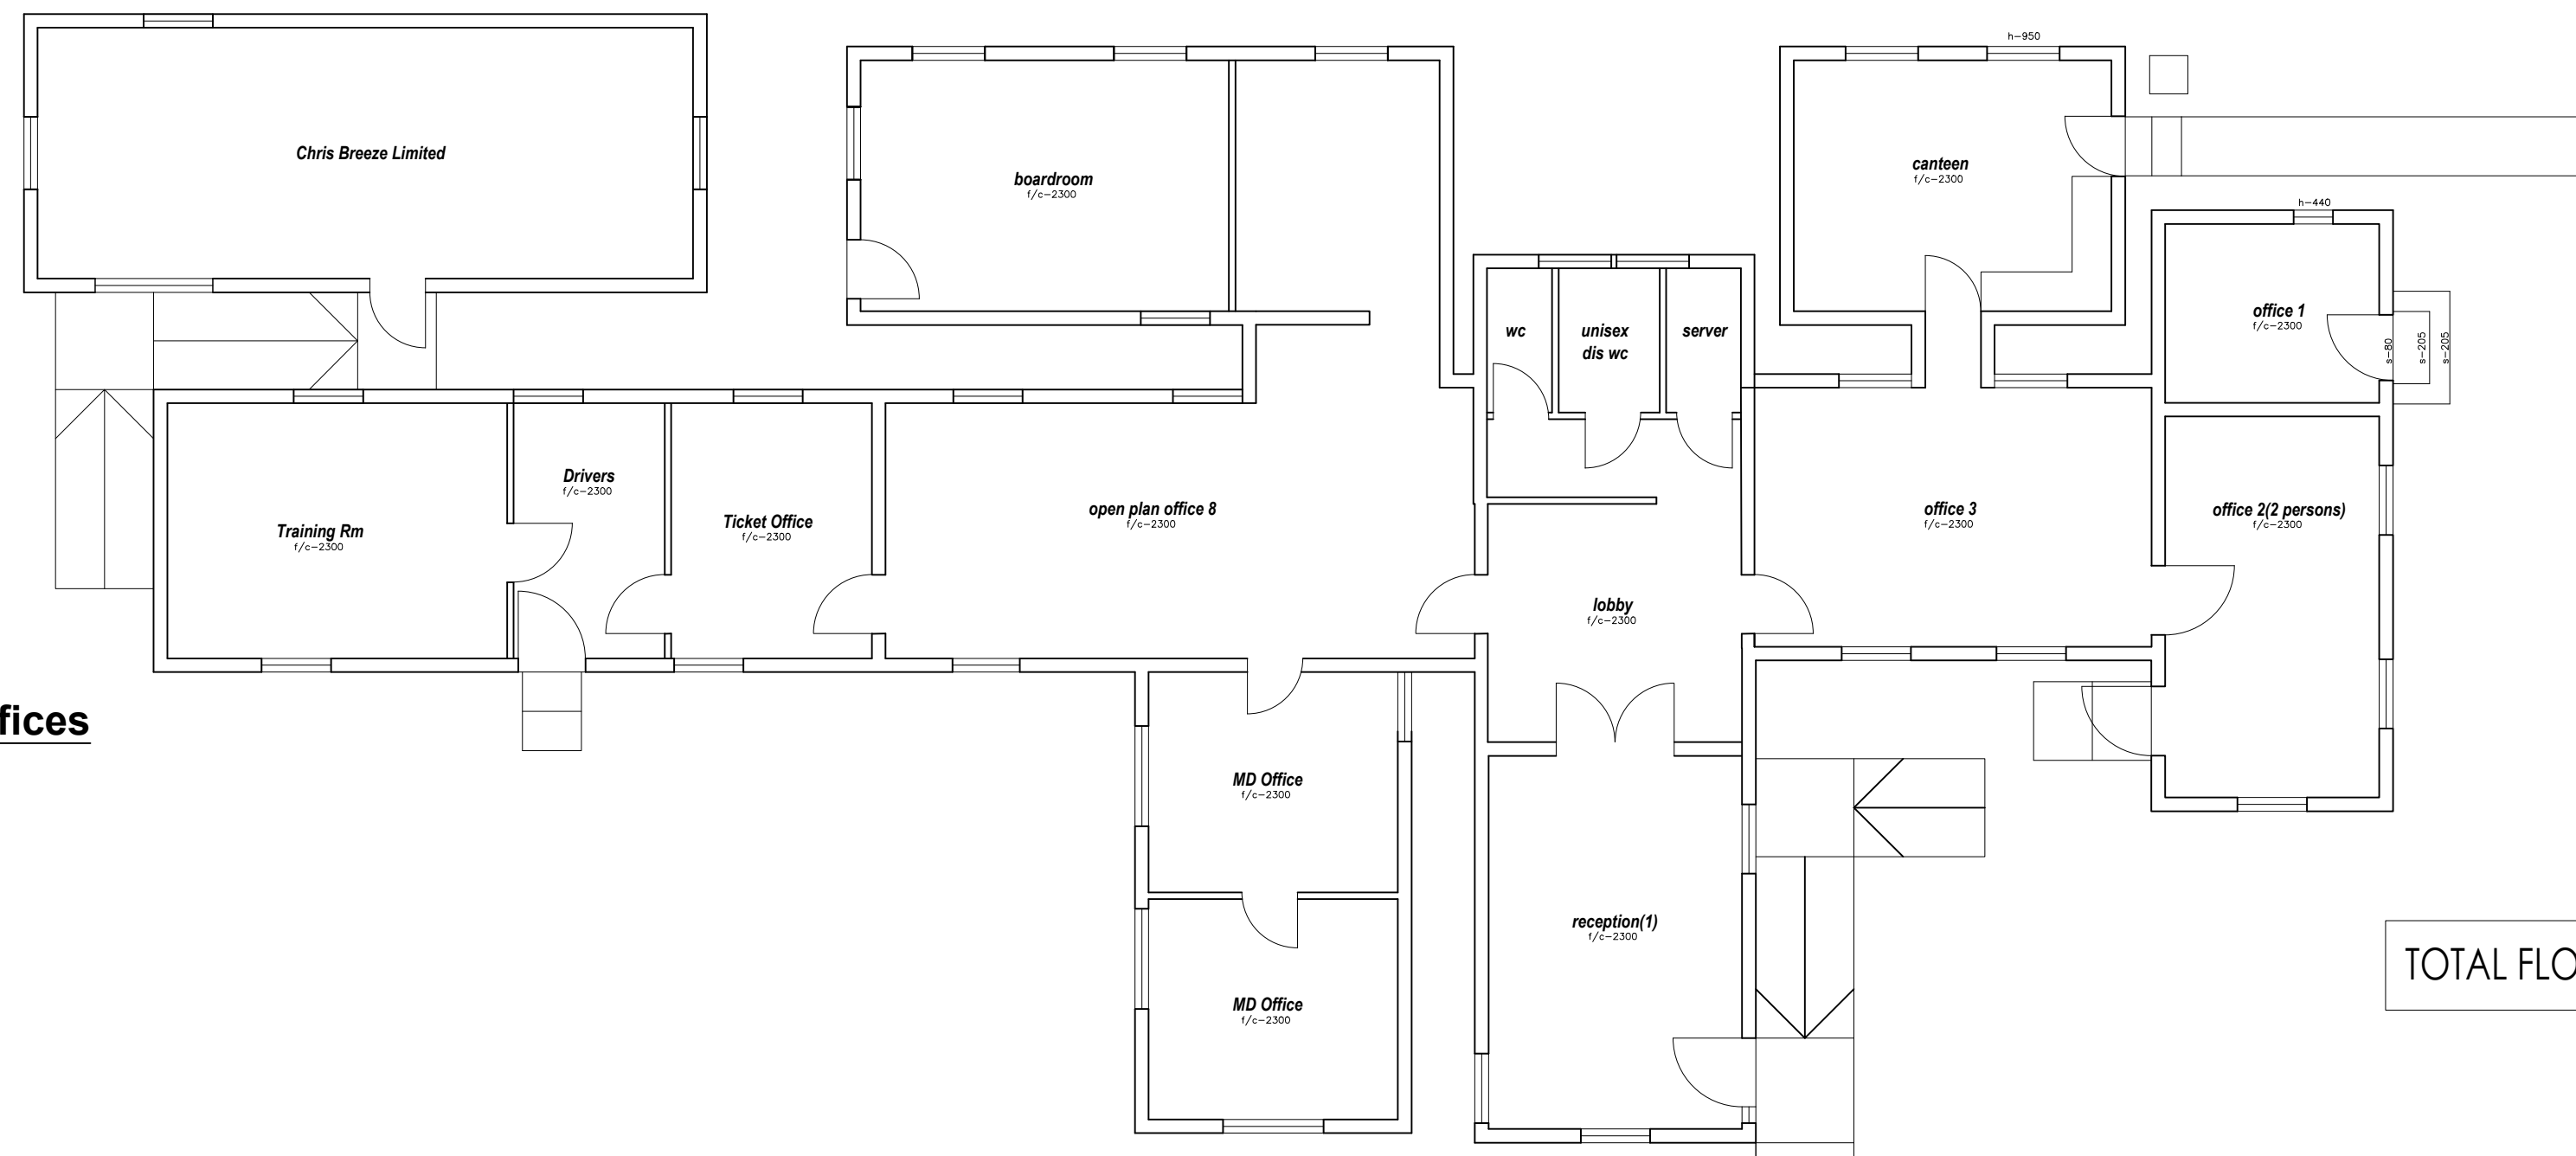 h-950
Chris Breeze Limited
boardroom
f/c-2300
canteen
f/c-2300
h-440
office 1
f/c-2300
s-80
s-205
s-205
wc
unisex
dis wc
server
Drivers
f/c-2300
Training Rm
f/c-2300
Ticket Office
f/c-2300
open plan office 8
f/c-2300
office 3
f/c-2300
office 2(2 persons)
f/c-2300
lobby
f/c-2300
fices
MD Office
f/c-2300
reception(1)
f/c-2300
MD Office
f/c-2300
TOTAL FLO